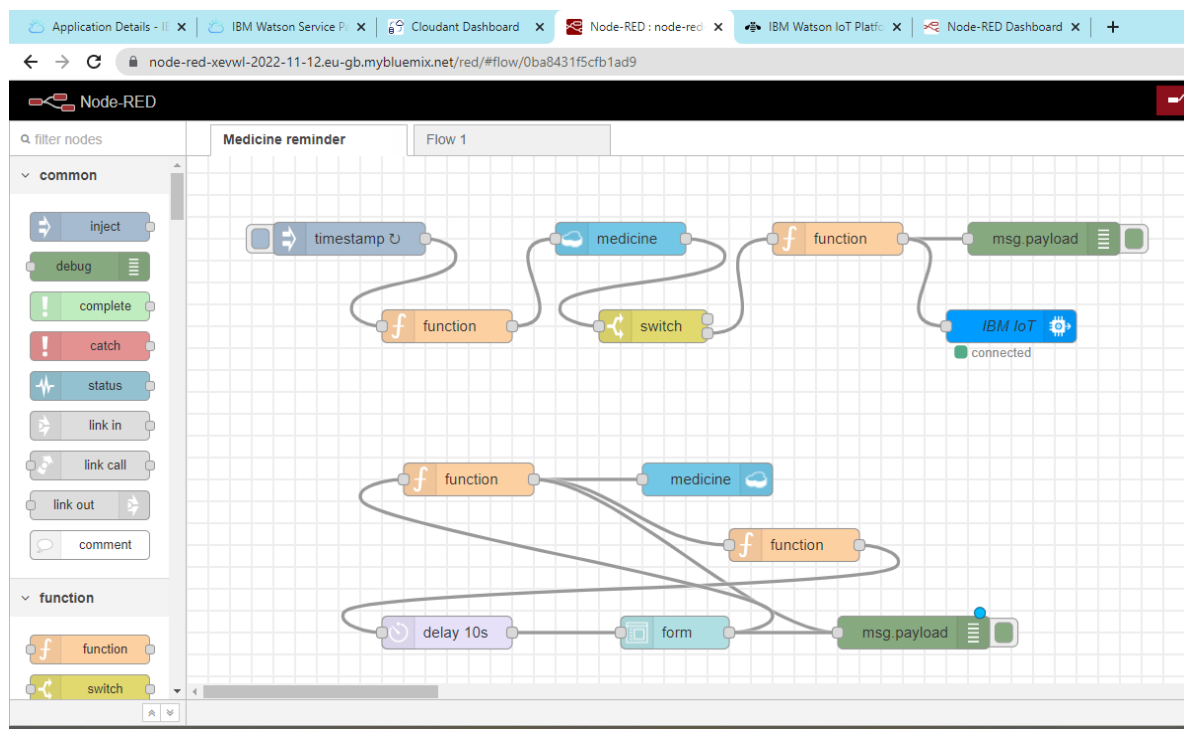 Application Details - IB
IBM Watson Service Pa
Cloudant Dashboard
Node-RED : node-red-
IBM Watson IoT Platfo
Node-RED Dashboard
node-red-xevwl-2022-11-12.eu-gb.mybluemix.net/red/#flow/0ba8431f5cfb1ad9
Node-RED
filter nodes
Medicine reminder
Flow 1
common
inject
debug
complete
catch
status
link in
link call
link out
comment
function
function
switch
timestamp ↻
medicine
function
msg.payload
function
switch
IBM IoT
connected
function
medicine
function
delay 10s
form
msg.payload